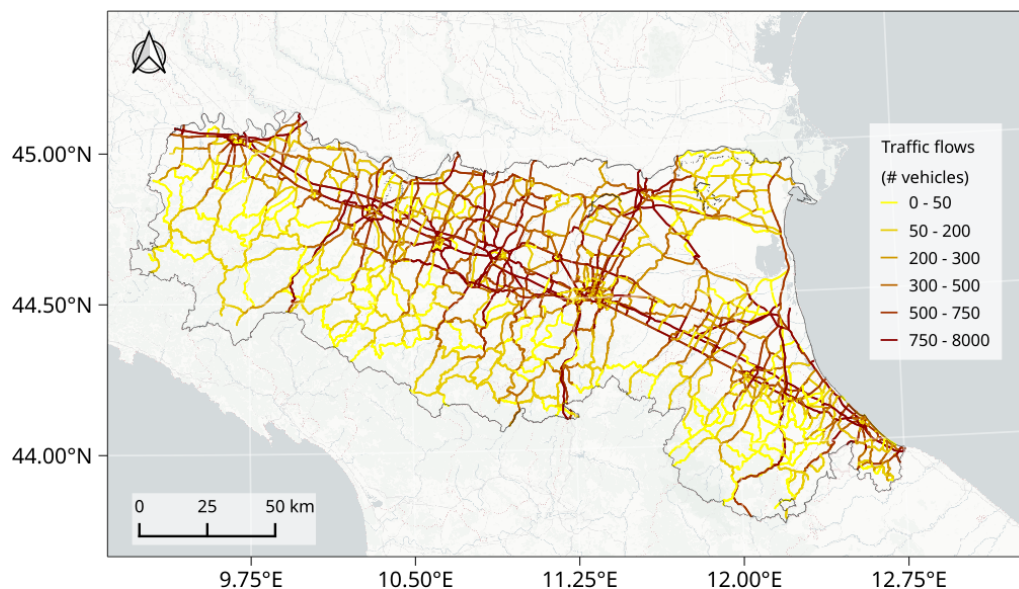 Traffic flows
(# vehicles)
0 - 50
50 - 200
200 - 300
300 - 500
500 - 750
750 - 8000
45.00°N
44.50°N
44.00°N
0 25 50 km
9.75°E 10.50°E 11.25°E 12.00°E 12.75°E